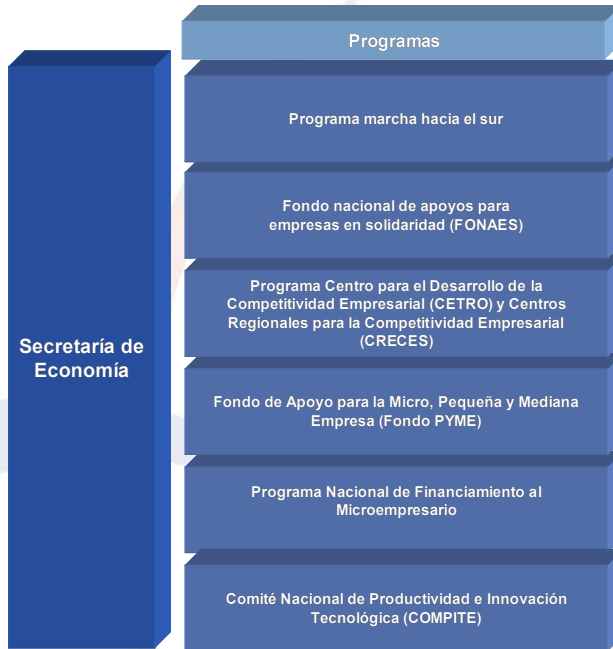 Programas
Programa marcha hacia el sur
Fondo nacional de apoyos para
empresas en solidaridad (FONAES)
Programa Centro para el Desarrollo de la
Competitividad Empresarial (CETRO) y Centros
Regionales para la Competitividad Empresarial
(CRECES)
Secretaría de
Economía
Fondo de Apoyo para la Micro, Pequeña y Mediana
Empresa (Fondo PYME)
Programa Nacional de Financiamiento al
Microempresario
Comité Nacional de Productividad e Innovación
Tecnológica (COMPITE)